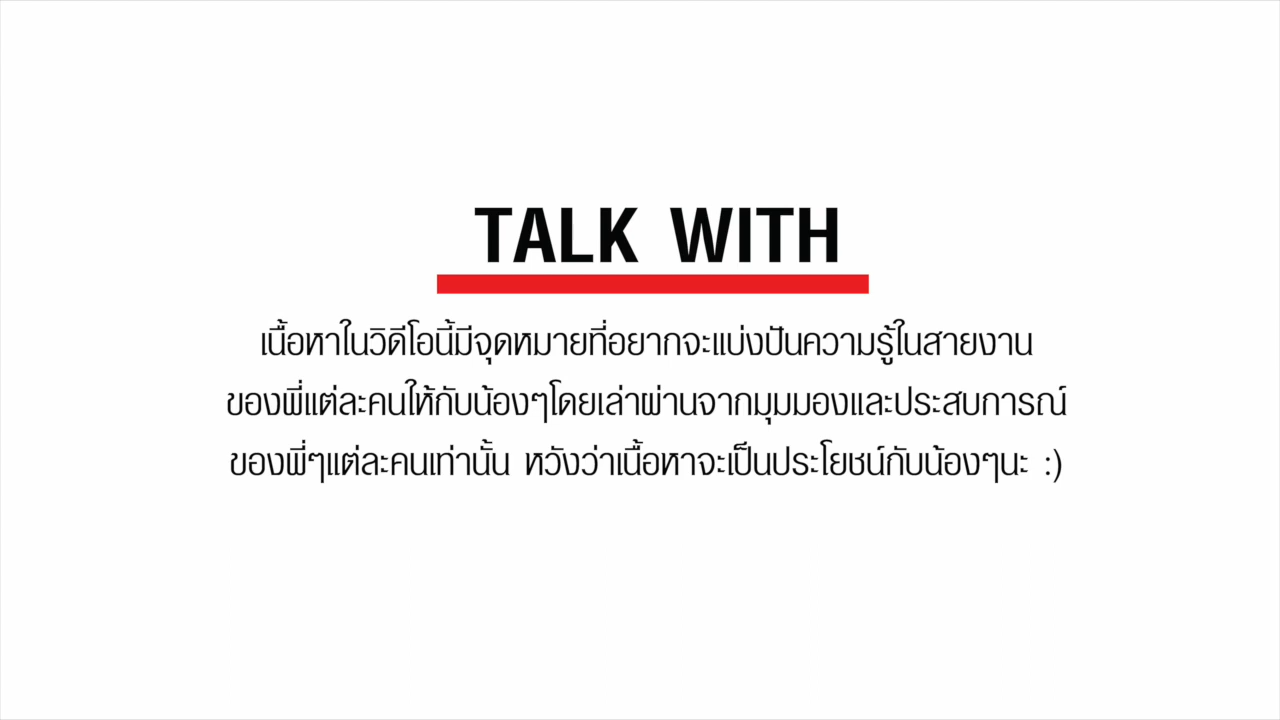 TALK WITH
เนื้อหาในวิดีโอนี้มีจุดหมายที่อยากจะแบ่งปันความรู้ในสายงาน
ของพี่แต่ละคนให้กับน้องๆโดยเล่าผ่านจากมุมมองและประสบการณ์
ของพี่ๆแต่ละคนเท่านั้น หวังว่าเนื้อหาจะเป็นประโยชน์กับน้องๆนะ :)